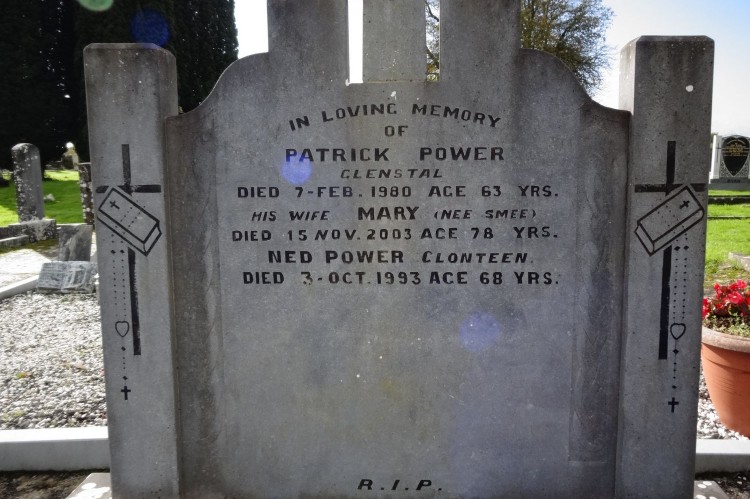 IN LOVING MEMORY
OF
PATRICK POWER
GLENSTAL
DIED 7-FEB. 1980 AGE 63 YRS.
HIS WIFE MARY (NEE SMEE)
DIED 15 NOV. 2003 AGE 78 YRS.
NED POWER CLONTEEN.
DIED 3-OCT. 1993 AGE 68 YRS.
R.I.P.